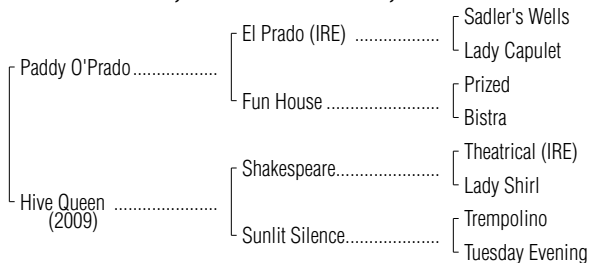 Sadler's Wells
El Prado (IRE) ..................
Lady Capulet
Paddy O'Prado..................
Prized
Fun House ........................
Bistra
Theatrical (IRE)
Shakespeare......................
Lady Shirl
Hive Queen ......................
(2009)
Trempolino
Sunlit Silence....................
Tuesday Evening